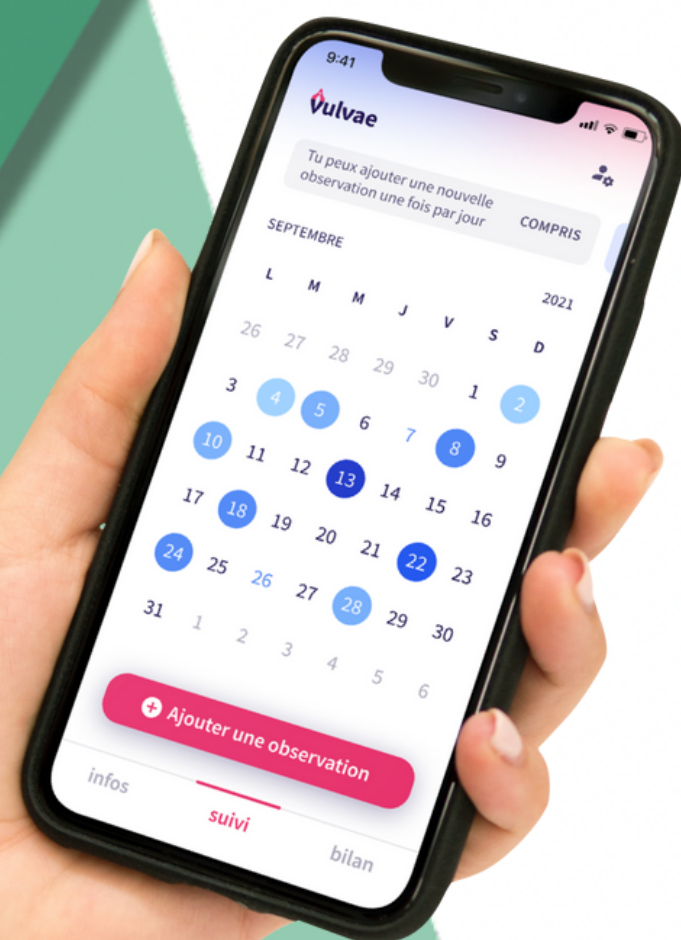 9:41
Vulvae
Tu peux ajouter une nouvelle
observation une fois par jour
COMPRIS
SEPTEMBRE
2021
L M M J V S D
26 27 28 29 30 1 2
3 4 5 6 7 8 9
10 11 12 13 14 15 16
17 18 19 20 21 22 23
24 25 26 27 28 29 30
31 1 2 3 4 5 6
Ajouter une observation
infos
suivi
bilan